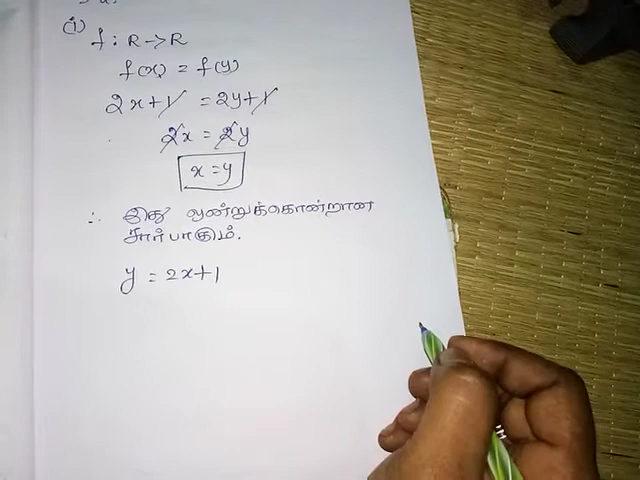 (i)
f : R → R
f(x) = f(y)
2x+1 = 2y+1
2x = 2y
x = y
∴ இது ஒன்றுக்கொன்றான
சார்பாகும்.
y = 2x+1